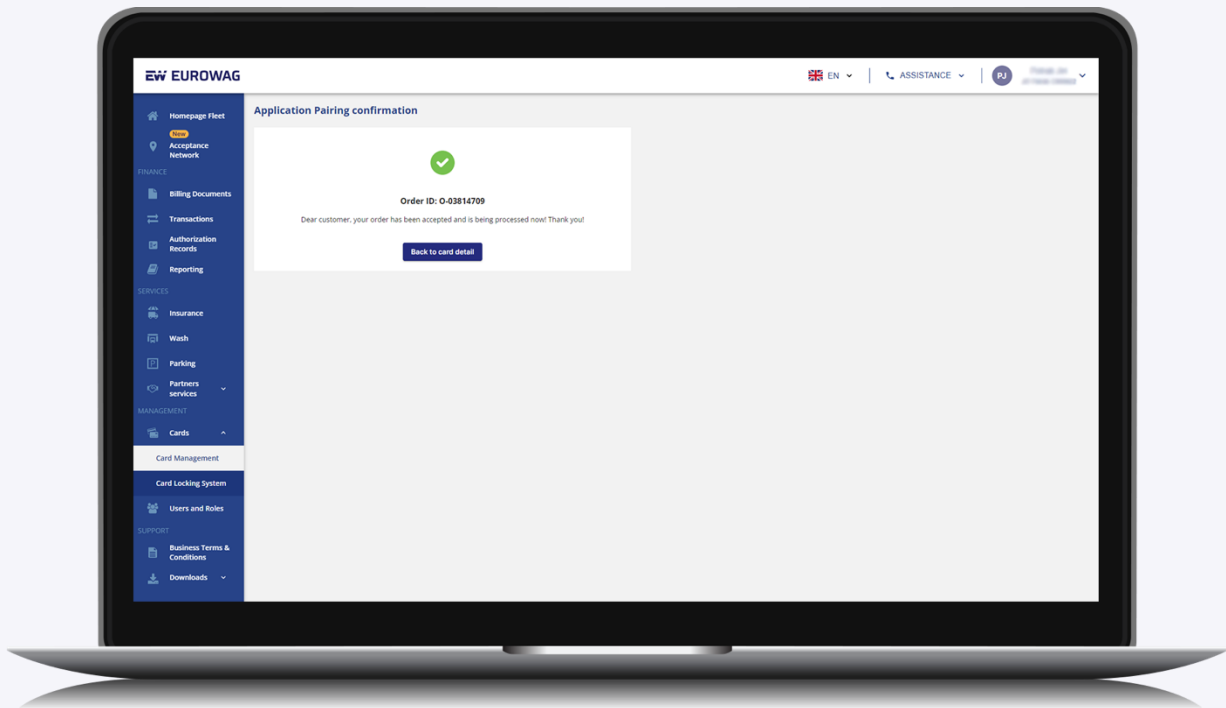 EW EUROWAG
EN
ASSISTANCE
PJ
Homepage Fleet
New
Acceptance
Network
FINANCE
Billing Documents
Transactions
Authorization
Records
Reporting
SERVICES
Insurance
Wash
P
Parking
Partners
services
MANAGEMENT
Cards
Card Management
Card Locking System
Users and Roles
SUPPORT
Business Terms &
Conditions
Downloads
Application Pairing confirmation
Order ID: O-03814709
Dear customer, your order has been accepted and is being processed now! Thank you!
Back to card detail